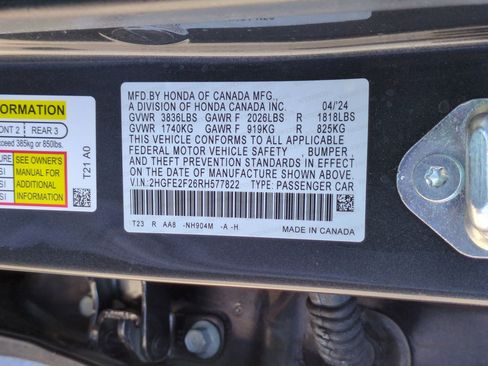 MFD.BY HONDA OF CANADA MFG.,
A DIVISION OF HONDA CANADA INC. 04/'24
GVWR 3836LBS GAWR F 2026LBS R 1818LBS
GVWR 1740KG GAWR F 919KG R 825KG
THIS VEHICLE CONFORMS TO ALL APPLICABLE
FEDERAL MOTOR VEHICLE SAFETY, BUMPER,
AND THEFT PREVENTION STANDARDS IN EFFECT
ON THE DATE OF MANUFACTURE SHOWN ABOVE.
V.I.N.:2HGFE2F26RH577822 TYPE: PASSENGER CAR
T23 R AA8 -NH904M -A -H
MADE IN CANADA
FORMATION
ONT 2 REAR 3
exceed 385kg or 850lbs.
SEE OWNER'S
MANUAL FOR
ADDITIONAL
INFORMATION
T21 A0